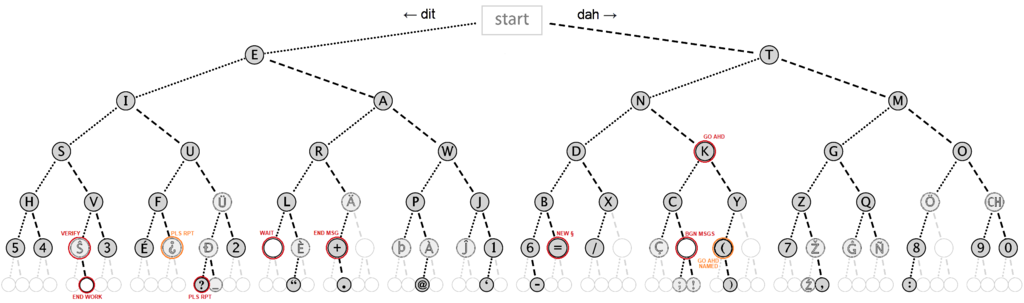 ← dit start dah →
E T
I A N M
GO AHD
S U R W D K G O
H V F Ü L Ä P J B X C Y Z Q Ö CH
VERIFY PLS RPT WAIT END MSG NEW § BGN MSGS
5 4 Ŝ 3 É ¿ Đ 2 È + Þ À Ĵ 1 6 = / Ç ( 7 Ž Ĝ Ñ 8 9 0
GO AHD
NAMED
? _ “ . @ ' - ; ! ) Ž , :
END WORK PLS RPT